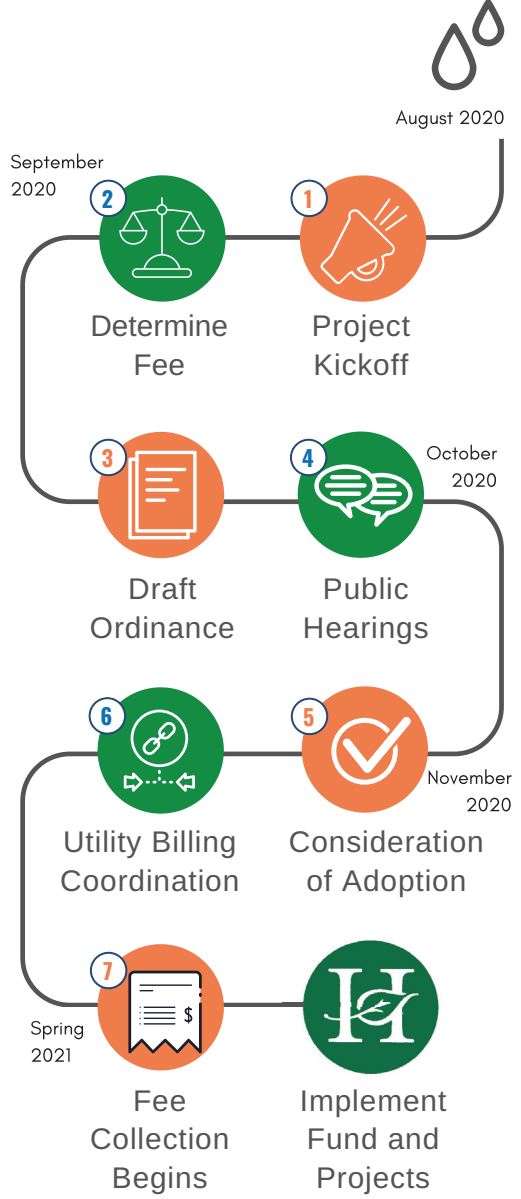 August 2020
1
Project
Kickoff
September
2020
2
Determine
Fee
3
Draft
Ordinance
4
October
2020
Public
Hearings
5
November
2020
Consideration
of Adoption
6
Utility Billing
Coordination
7
$
Spring
2021
Fee
Collection
Begins
H
Implement
Fund and
Projects